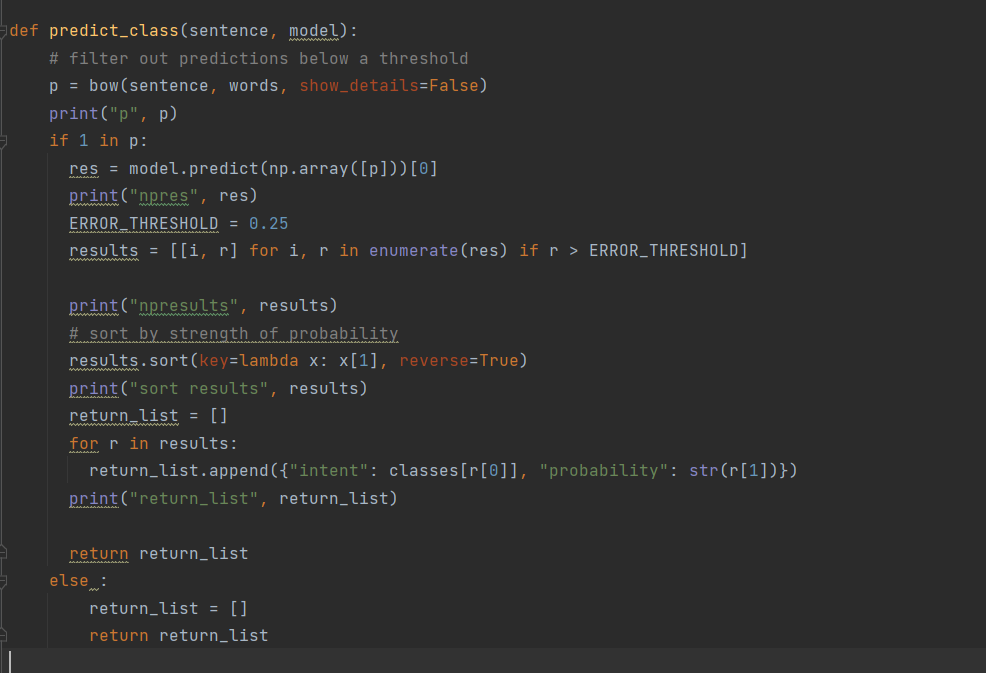 def predict_class(sentence, model):
    # filter out predictions below a threshold
    p = bow(sentence, words, show_details=False)
    print("p", p)
    if 1 in p:
      res = model.predict(np.array([p]))[0]
      print("npres", res)
      ERROR_THRESHOLD = 0.25
      results = [[i, r] for i, r in enumerate(res) if r > ERROR_THRESHOLD]

      print("npresults", results)
      # sort by strength of probability
      results.sort(key=lambda x: x[1], reverse=True)
      print("sort results", results)
      return_list = []
      for r in results:
        return_list.append({"intent": classes[r[0]], "probability": str(r[1])})
      print("return_list", return_list)

      return return_list
    else :
        return_list = []
        return return_list